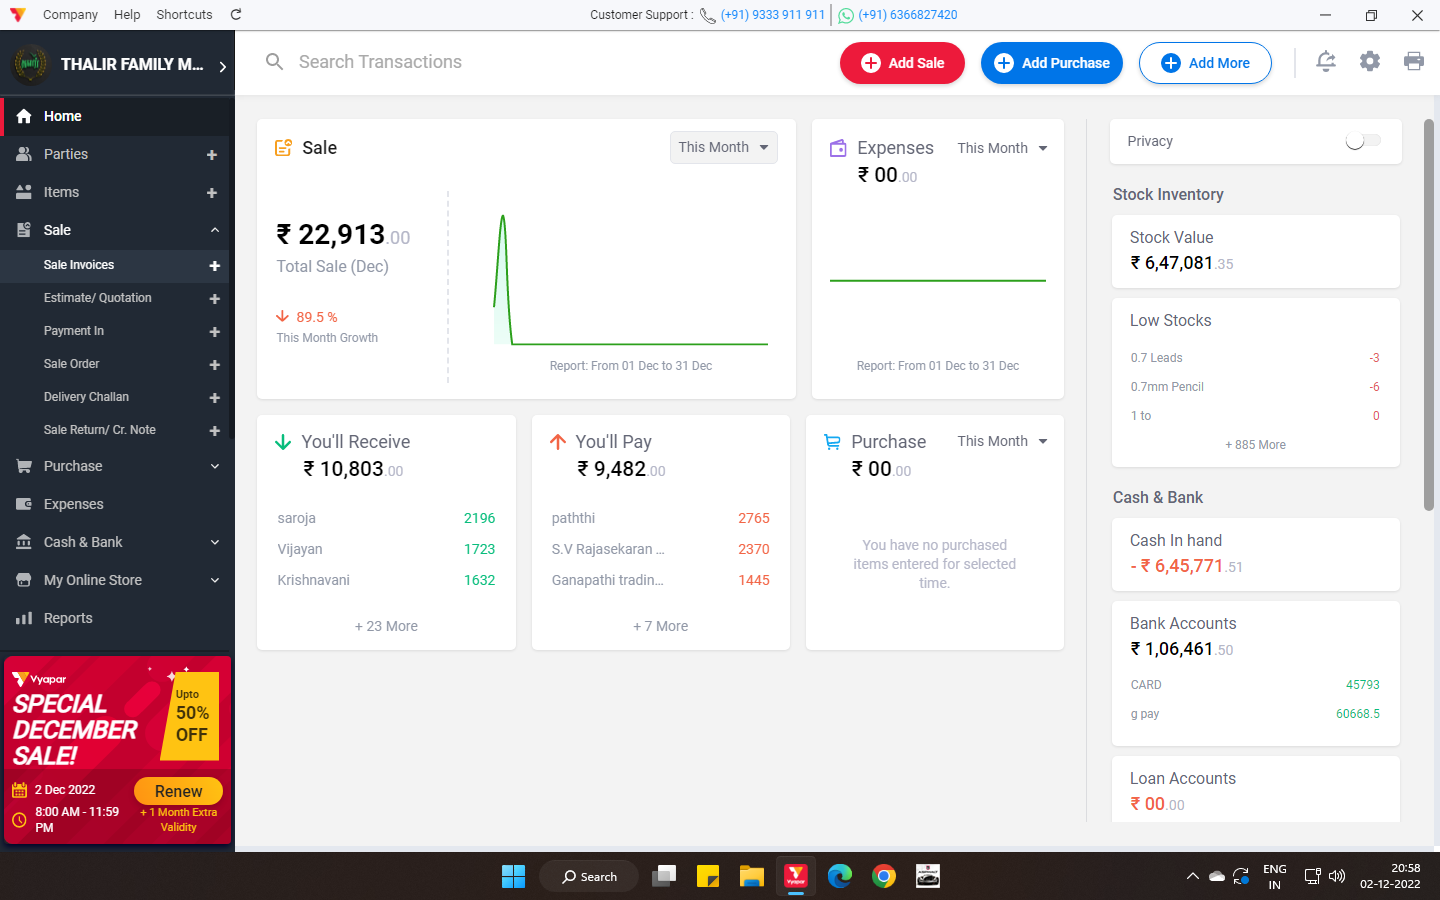 Company Help Shortcuts
Customer Support : (+91) 9333 911 911 (+91) 6366827420
THALIR FAMILY M...
Search Transactions
Add Sale
Add Purchase
Add More
Home
Parties
Items
Sale
Sale Invoices
Estimate/ Quotation
Payment In
Sale Order
Delivery Challan
Sale Return/ Cr. Note
Purchase
Expenses
Cash & Bank
My Online Store
Reports
Vyapar
SPECIAL
DECEMBER
SALE!
Upto
50%
OFF
2 Dec 2022
8:00 AM - 11:59
PM
Renew
+ 1 Month Extra
Validity
Sale
This Month
₹ 22,913.00
Total Sale (Dec)
89.5 %
This Month Growth
Report: From 01 Dec to 31 Dec
Expenses
This Month
₹ 00.00
Report: From 01 Dec to 31 Dec
You'll Receive
₹ 10,803.00
saroja 2196
Vijayan 1723
Krishnavani 1632
+ 23 More
You'll Pay
₹ 9,482.00
paththi 2765
S.V Rajasekaran ... 2370
Ganapathi tradin... 1445
+ 7 More
Purchase
This Month
₹ 00.00
You have no purchased
items entered for selected
time.
Privacy
Stock Inventory
Stock Value
₹ 6,47,081.35
Low Stocks
0.7 Leads -3
0.7mm Pencil -6
1 to 0
+ 885 More
Cash & Bank
Cash In hand
- ₹ 6,45,771.51
Bank Accounts
₹ 1,06,461.50
CARD 45793
g pay 60668.5
Loan Accounts
₹ 00.00
Search
Vyapar
ENG
IN
20:58
02-12-2022